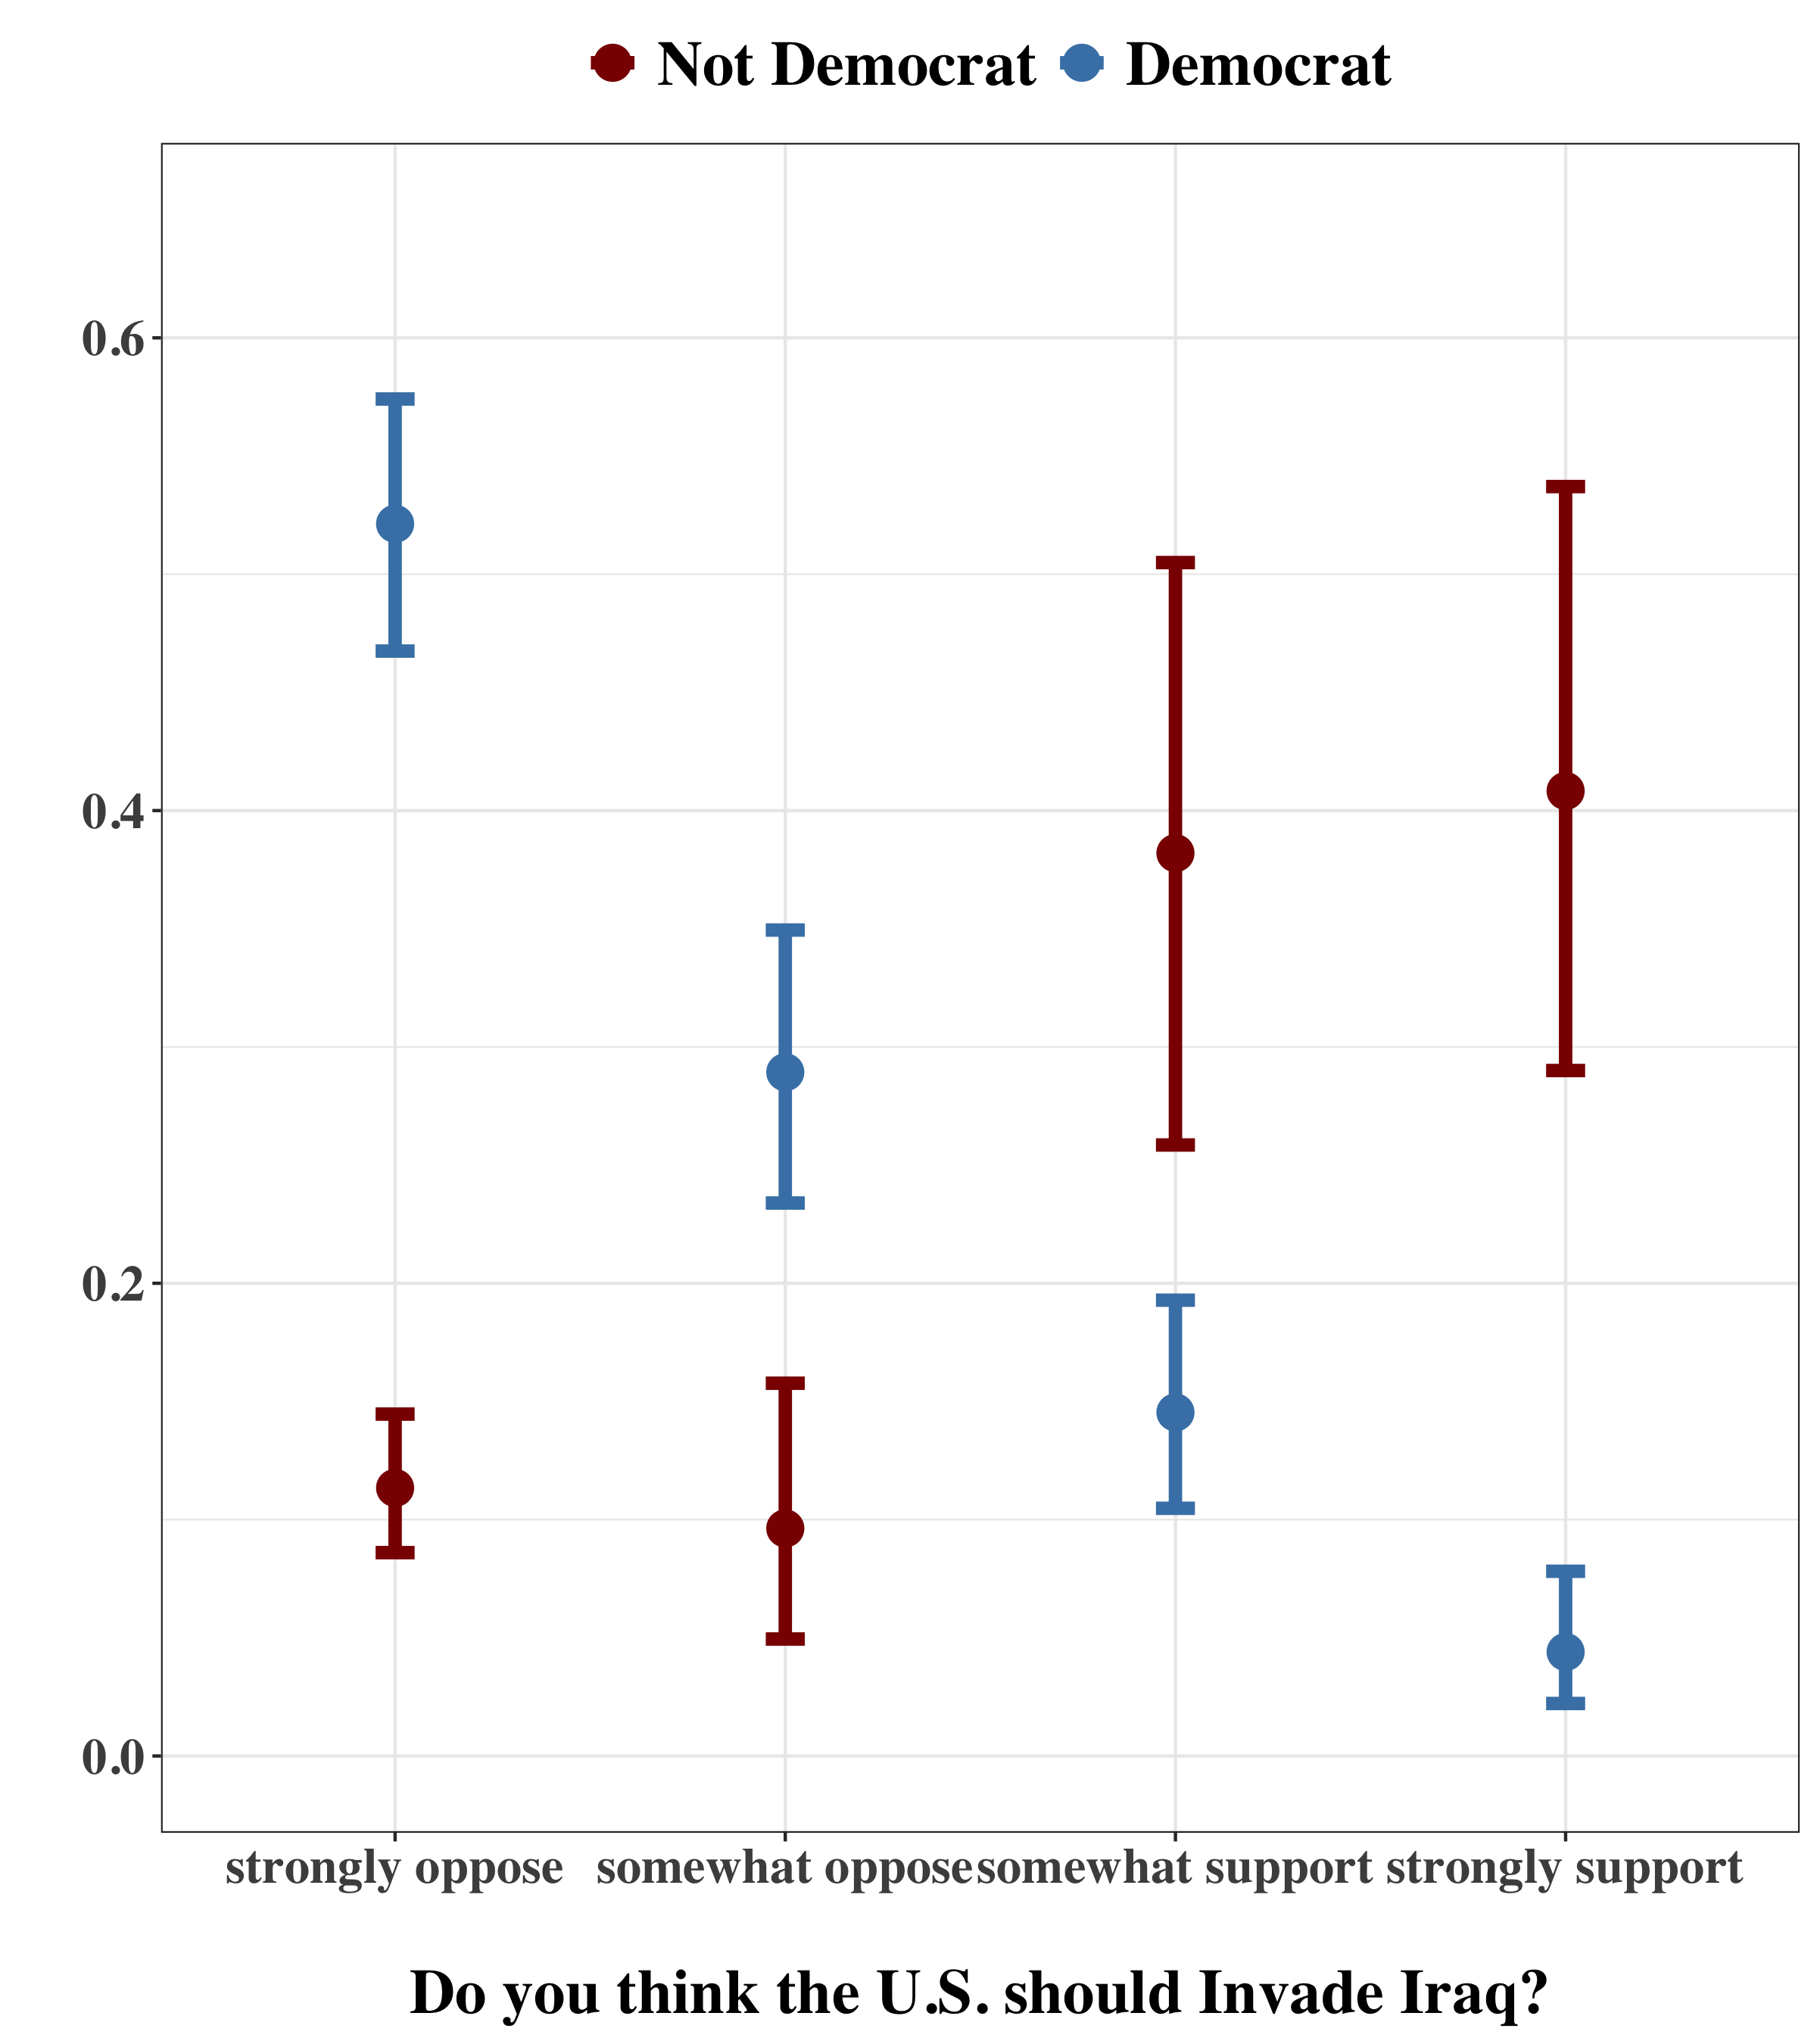 Not Democrat Democrat
0.6
0.4
0.2
0.0
strongly oppose somewhat oppose somewhat support strongly support
Do you think the U.S. should Invade Iraq?